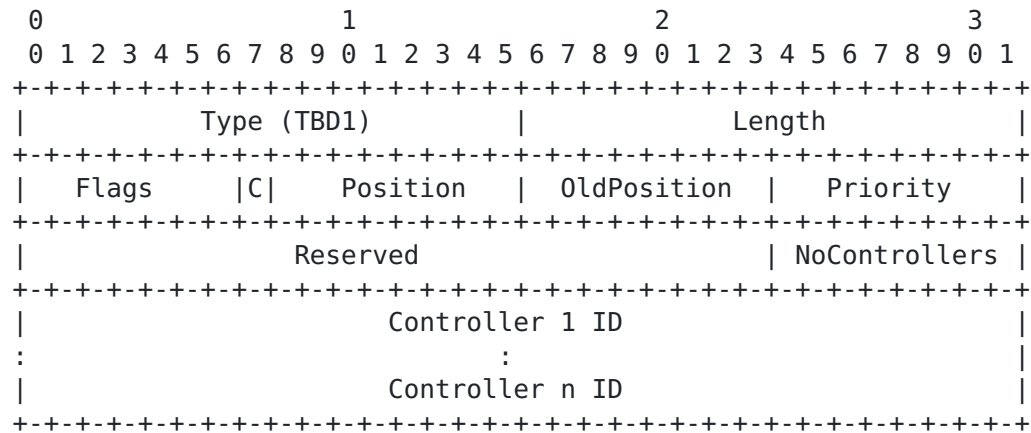 0                   1                   2                   3
 0 1 2 3 4 5 6 7 8 9 0 1 2 3 4 5 6 7 8 9 0 1 2 3 4 5 6 7 8 9 0 1
+-+-+-+-+-+-+-+-+-+-+-+-+-+-+-+-+-+-+-+-+-+-+-+-+-+-+-+-+-+-+-+-+
|           Type (TBD1)         |             Length            |
+-+-+-+-+-+-+-+-+-+-+-+-+-+-+-+-+-+-+-+-+-+-+-+-+-+-+-+-+-+-+-+-+
|   Flags     |C|    Position   |  OldPosition  |   Priority    |
+-+-+-+-+-+-+-+-+-+-+-+-+-+-+-+-+-+-+-+-+-+-+-+-+-+-+-+-+-+-+-+-+
|                 Reserved                      | NoControllers |
+-+-+-+-+-+-+-+-+-+-+-+-+-+-+-+-+-+-+-+-+-+-+-+-+-+-+-+-+-+-+-+-+
|                       Controller 1 ID                         |
:                              :                                |
|                       Controller n ID                         |
+-+-+-+-+-+-+-+-+-+-+-+-+-+-+-+-+-+-+-+-+-+-+-+-+-+-+-+-+-+-+-+-+